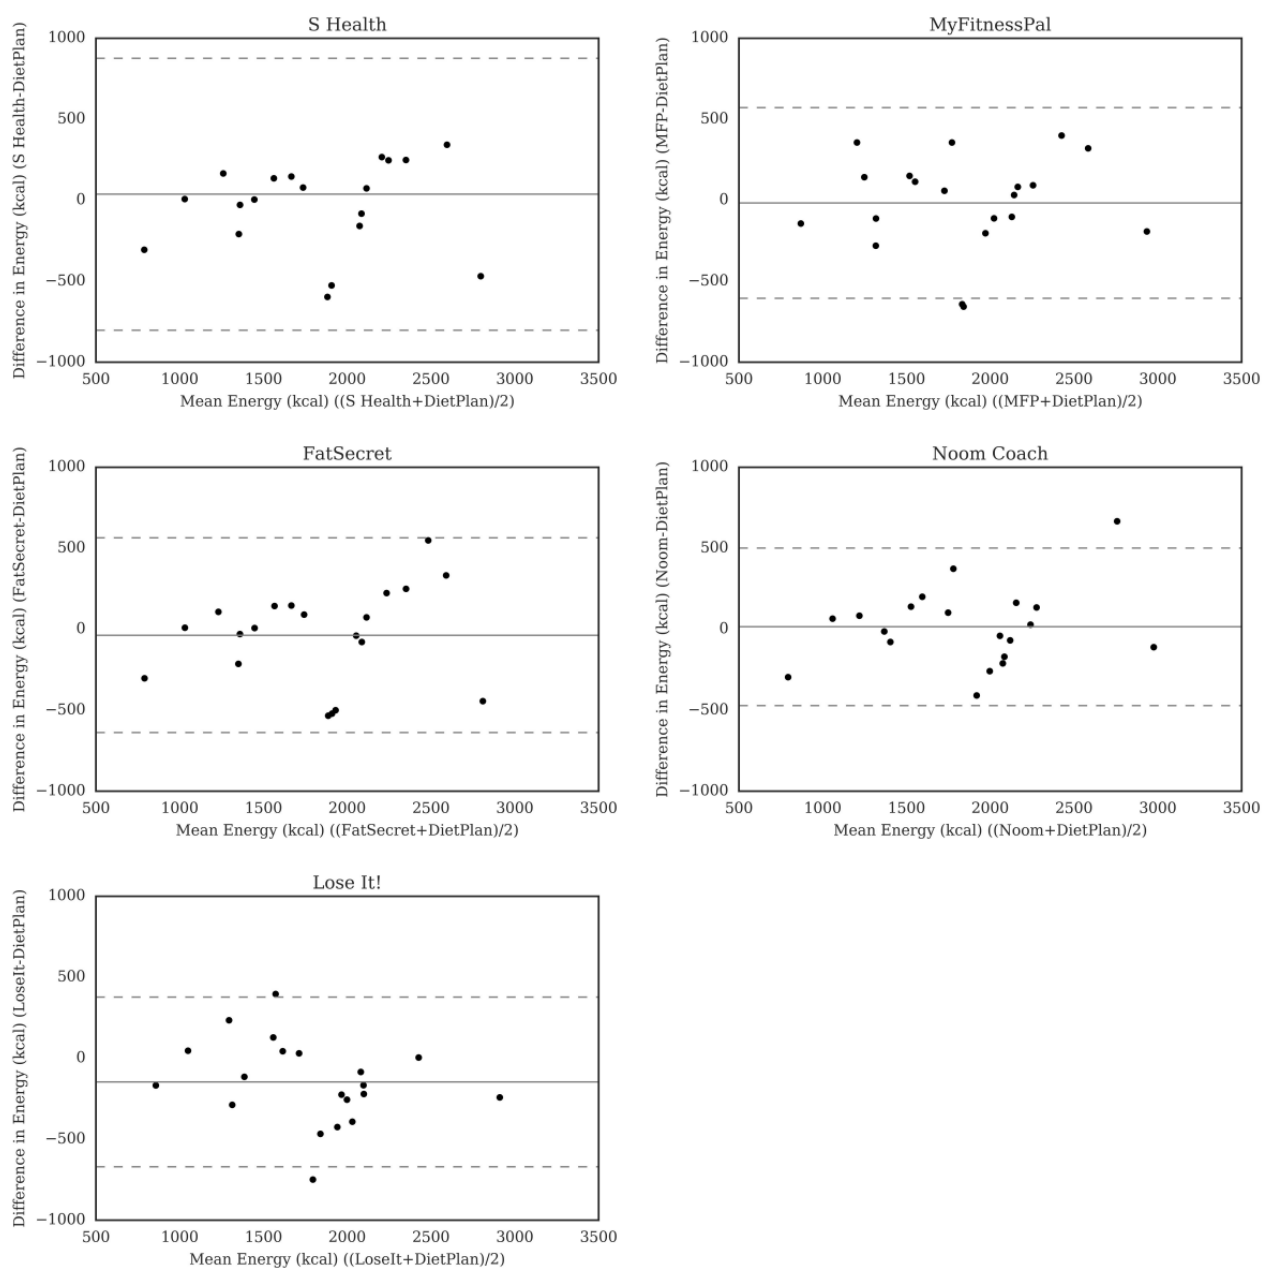 S Health
1000
500
0
−500
−1000
Difference in Energy (kcal) (S Health-DietPlan)
500 1000 1500 2000 2500 3000 3500
Mean Energy (kcal) ((S Health+DietPlan)/2)
MyFitnessPal
1000
500
0
−500
−1000
Difference in Energy (kcal) (MFP-DietPlan)
500 1000 1500 2000 2500 3000 3500
Mean Energy (kcal) ((MFP+DietPlan)/2)
FatSecret
1000
500
0
−500
−1000
Difference in Energy (kcal) (FatSecret-DietPlan)
500 1000 1500 2000 2500 3000 3500
Mean Energy (kcal) ((FatSecret+DietPlan)/2)
Noom Coach
1000
500
0
−500
−1000
Difference in Energy (kcal) (Noom-DietPlan)
500 1000 1500 2000 2500 3000 3500
Mean Energy (kcal) ((Noom+DietPlan)/2)
Lose It!
1000
500
0
−500
−1000
Difference in Energy (kcal) (LoseIt-DietPlan)
500 1000 1500 2000 2500 3000 3500
Mean Energy (kcal) ((LoseIt+DietPlan)/2)